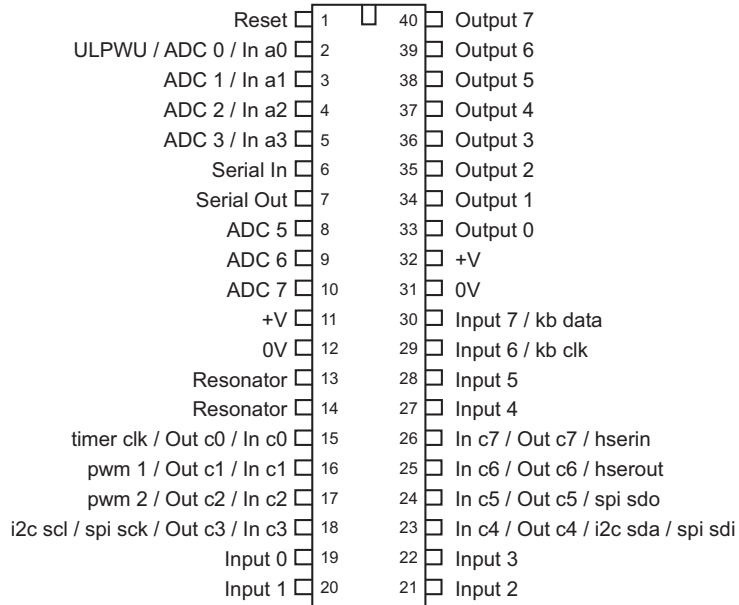 Reset 1 40 Output 7
ULPWU / ADC 0 / In a0 2 39 Output 6
ADC 1 / In a1 3 38 Output 5
ADC 2 / In a2 4 37 Output 4
ADC 3 / In a3 5 36 Output 3
Serial In 6 35 Output 2
Serial Out 7 34 Output 1
ADC 5 8 33 Output 0
ADC 6 9 32 +V
ADC 7 10 31 0V
+V 11 30 Input 7 / kb data
0V 12 29 Input 6 / kb clk
Resonator 13 28 Input 5
Resonator 14 27 Input 4
timer clk / Out c0 / In c0 15 26 In c7 / Out c7 / hserin
pwm 1 / Out c1 / In c1 16 25 In c6 / Out c6 / hserout
pwm 2 / Out c2 / In c2 17 24 In c5 / Out c5 / spi sdo
i2c scl / spi sck / Out c3 / In c3 18 23 In c4 / Out c4 / i2c sda / spi sdi
Input 0 19 22 Input 3
Input 1 20 21 Input 2